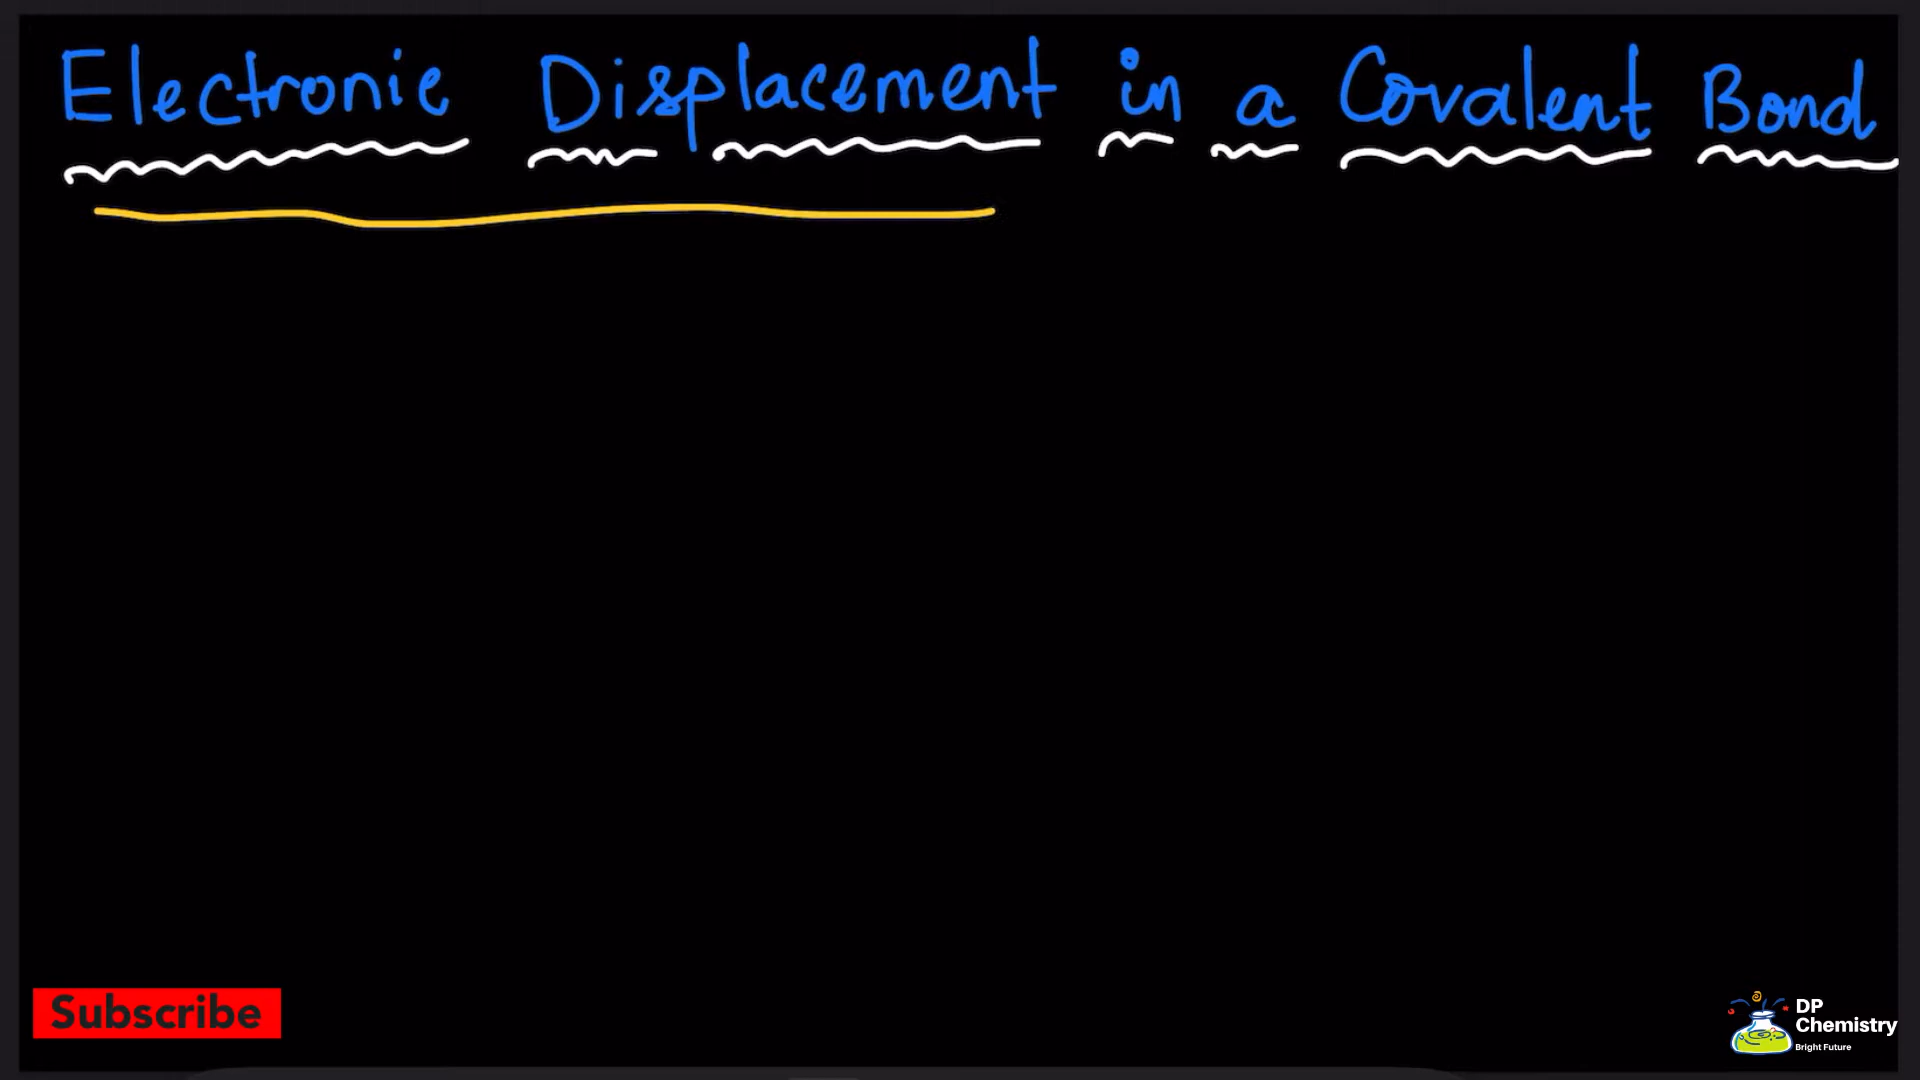 Electronic Displacement in a Covalent Bond
Subscribe
DP
Chemistry
Bright Future